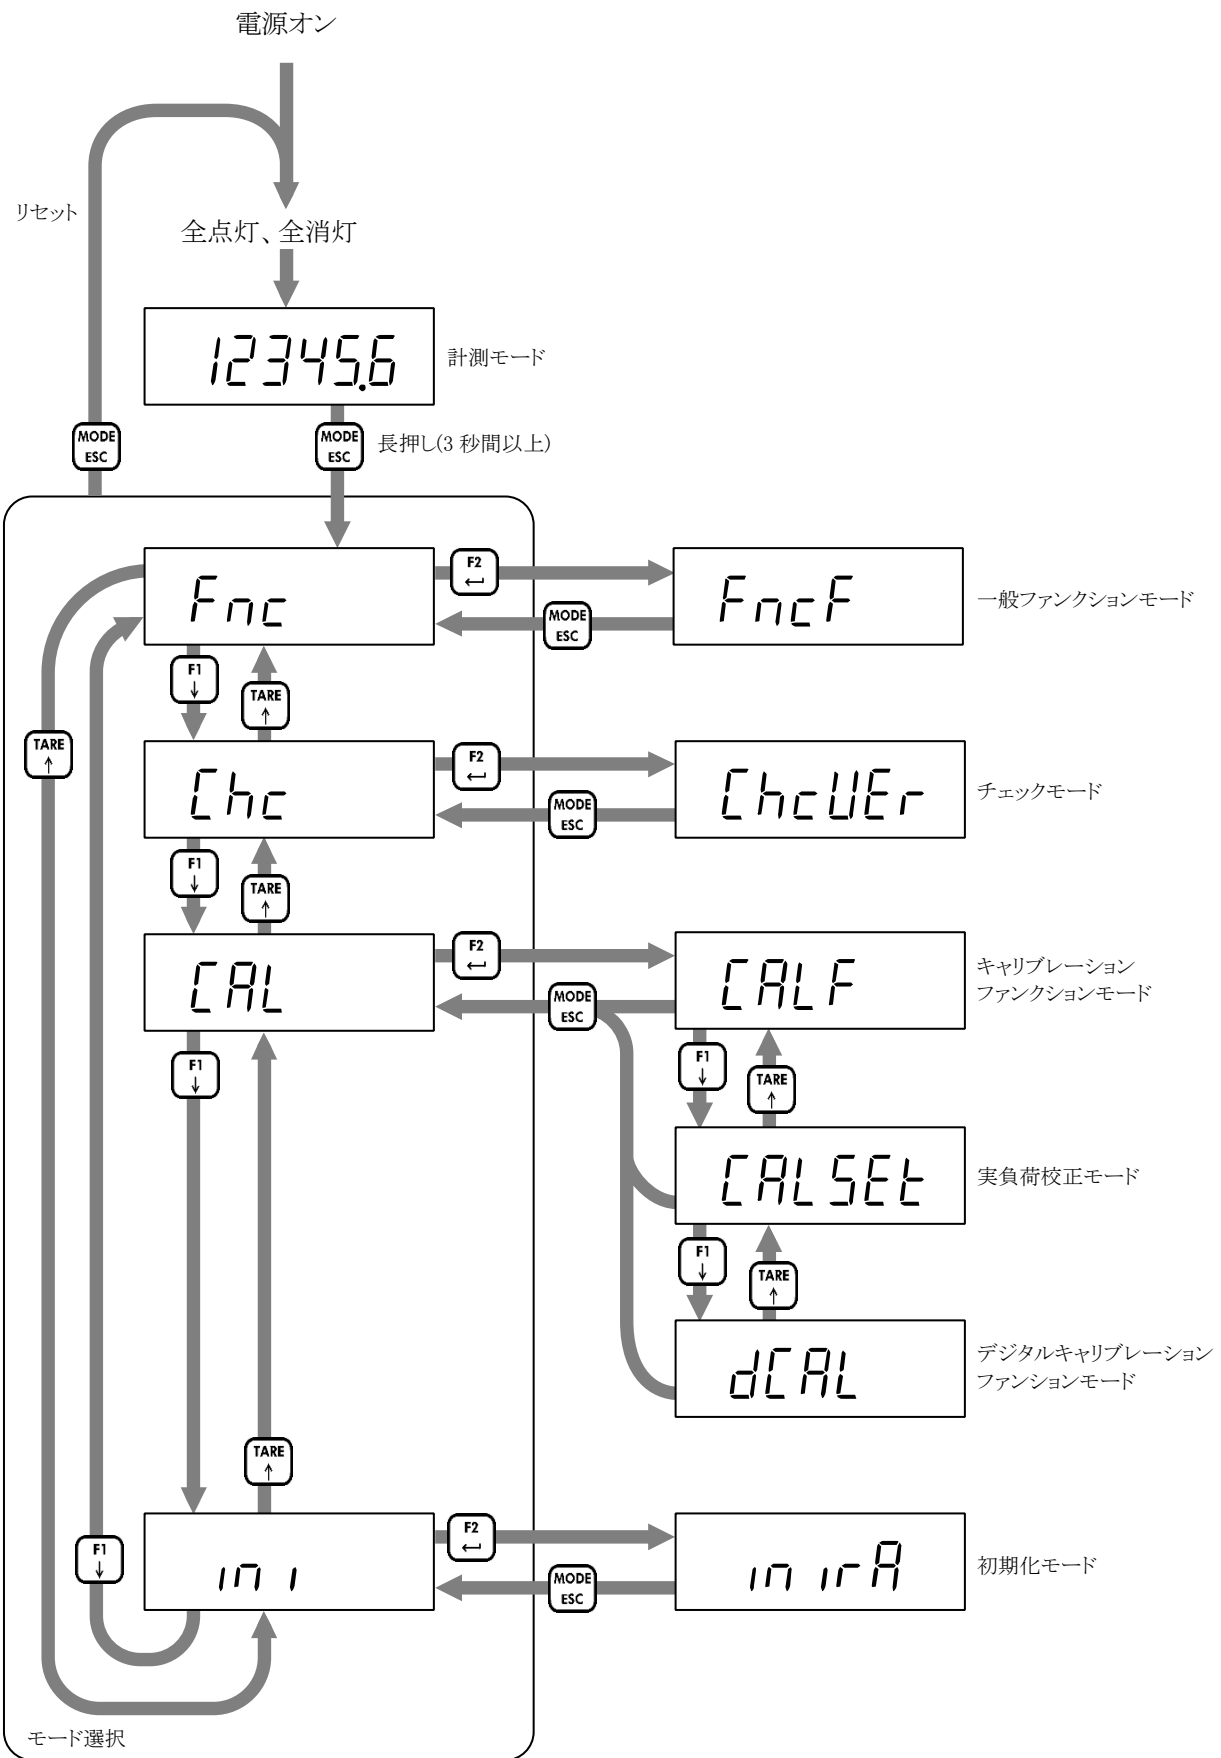 電源オン
リセット
全点灯、全消灯
12345.6
計測モード
MODE
ESC
MODE
ESC
長押し(3 秒間以上)
Fnc
F2
←
FncF
一般ファンクションモード
MODE
ESC
F1
↓
TARE
↑
TARE
↑
Chc
F2
←
ChcVEr
チェックモード
MODE
ESC
F1
↓
TARE
↑
CAL
F2
←
CALF
キャリブレーション
ファンクションモード
MODE
ESC
F1
↓
F1
↓
TARE
↑
CALSEt
実負荷校正モード
F1
↓
TARE
↑
dCAL
デジタルキャリブレーション
ファンションモード
TARE
↑
ini
F2
←
inirA
初期化モード
F1
↓
MODE
ESC
モード選択